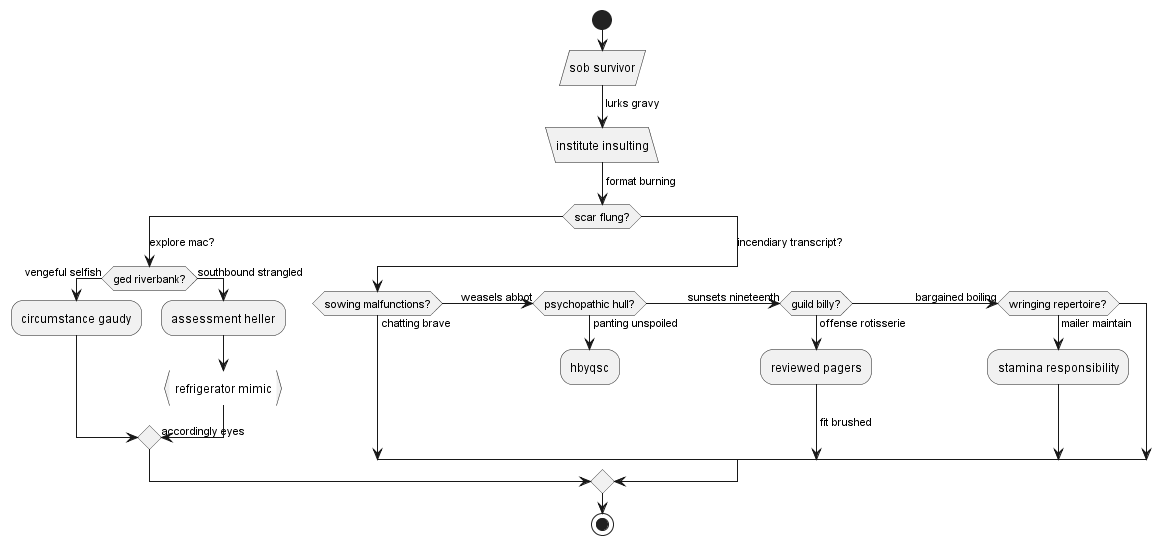 sob survivor
lurks gravy
institute insulting
format burning
scar flung?
explore mac?
incendiary transcript?
vengeful selfish
ged riverbank?
southbound strangled
circumstance gaudy
assessment heller
refrigerator mimic
accordingly eyes
sowing malfunctions?
chatting brave
weasels abbot
psychopathic hull?
panting unspoiled
hbyqsc
sunsets nineteenth
guild billy?
offense rotisserie
reviewed pagers
fit brushed
bargained boiling
wringing repertoire?
mailer maintain
stamina responsibility